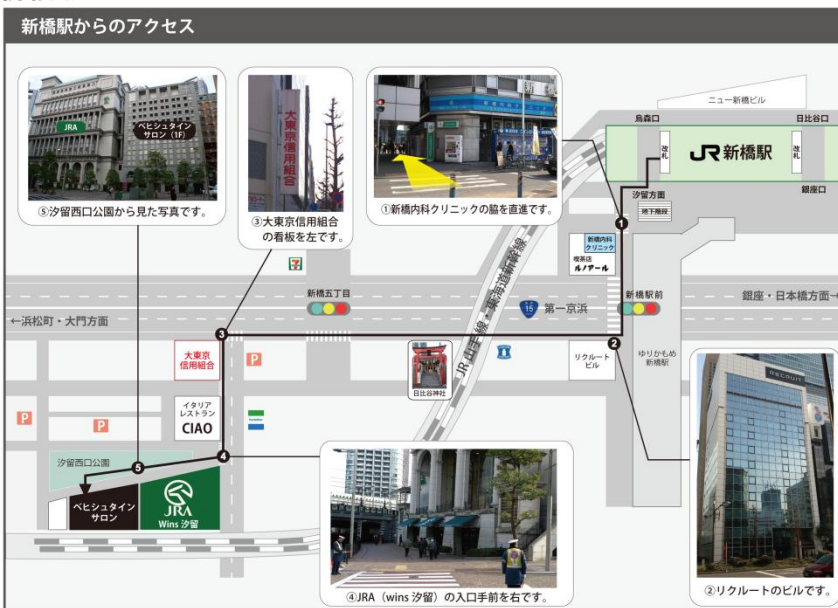 新橋駅からのアクセス
JRA
ベヒシュタイン
サロン（1F）
⑤汐留西口公園から見た写真です。
大東京信用組合
③大東京信用組合
の看板を左です。
①新橋内科クリニックの脇を直進です。
ニュー新橋ビル
烏森口
日比谷口
改札
JR新橋駅
改札
汐留方面
銀座口
地下階段
1
新橋内科
クリニック
喫茶店
ルノアール
7
新橋五丁目
新橋駅前
銀座・日本橋方面→
15
第一京浜
JR山手線・東海道新幹線
←浜松町・大門方面
3
2
大東京
信用組合
P
日比谷神社
リクルート
ビル
ゆりかもめ
新橋駅
RECRUIT
イタリア
レストラン
CIAO
FamilyMart
P
P
4
汐留西口公園
5
ベヒシュタイン
サロン
JRA
Wins 汐留
④JRA（wins 汐留）の入口手前を右です。
②リクルートのビルです。